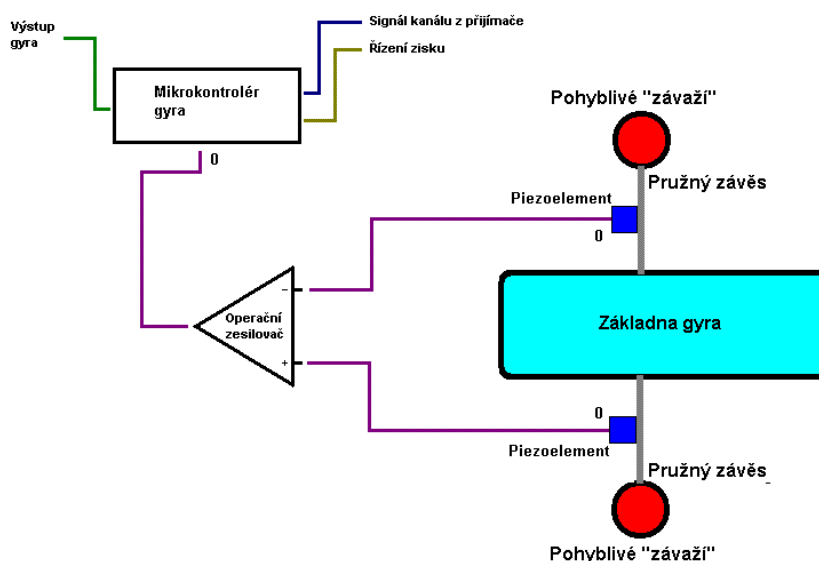 Výstup
gyra
Signál kanálu z přijímače
Řízení zisku
Mikrokontrolér
gyra
0
Pohyblivé "závaží"
Pružný závěs
Piezoelement
0
−
Operační
zesilovač
+
Základna gyra
0
Piezoelement
Pružný závěs
Pohyblivé "závaží"